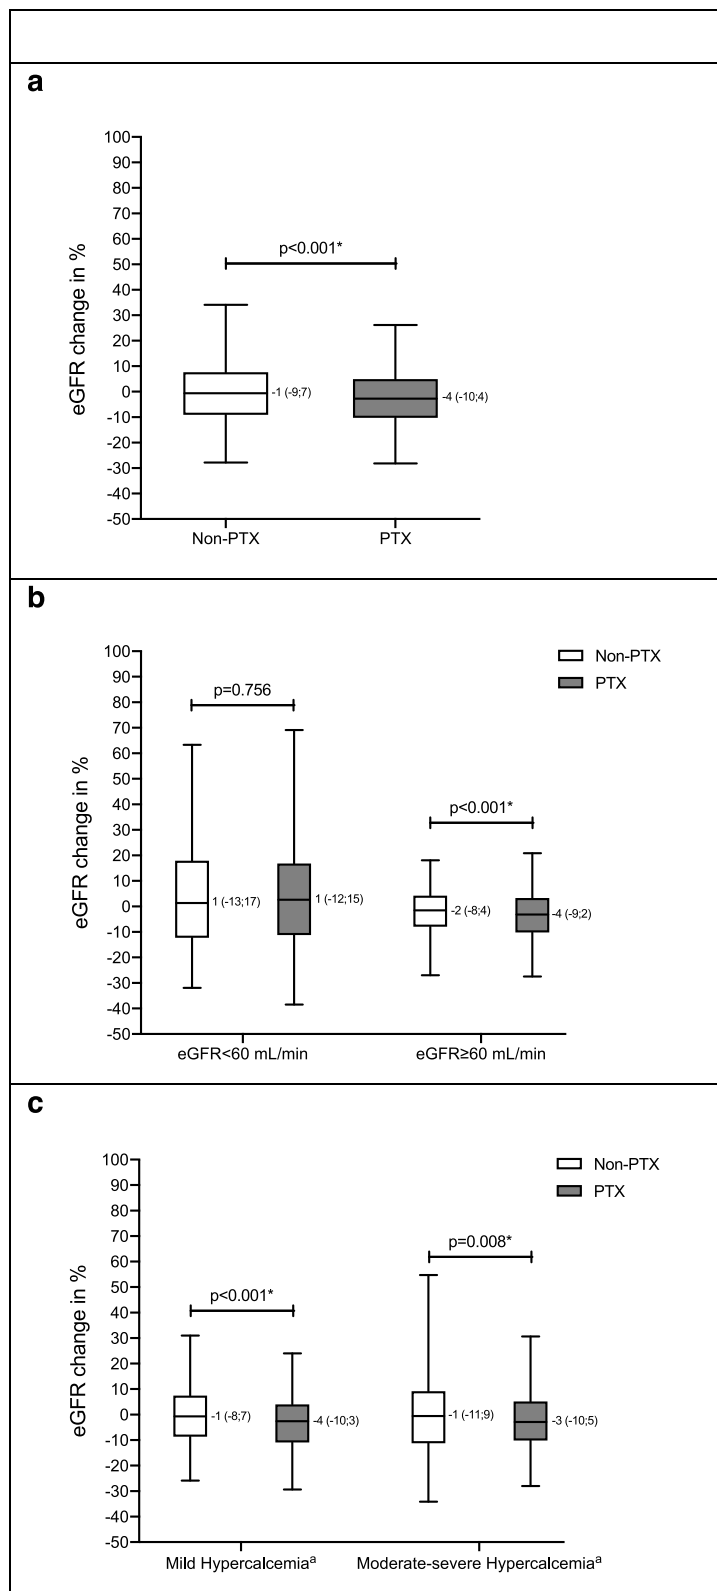 a
eGFR change in %
100
90
80
70
60
50
40
30
20
10
0
-10
-20
-30
-40
-50
p<0.001*
-1 (-9;7)
-4 (-10;4)
Non-PTX
PTX
b
eGFR change in %
100
90
80
70
60
50
40
30
20
10
0
-10
-20
-30
-40
-50
Non-PTX
PTX
p=0.756
p<0.001*
1 (-13;17)
1 (-12;15)
-2 (-8;4)
-4 (-9;2)
eGFR<60 mL/min
eGFR≥60 mL/min
c
eGFR change in %
100
90
80
70
60
50
40
30
20
10
0
-10
-20
-30
-40
-50
Non-PTX
PTX
p<0.001*
p=0.008*
-1 (-8;7)
-4 (-10;3)
-1 (-11;9)
-3 (-10;5)
Mild Hypercalcemiaᵃ
Moderate-severe Hypercalcemiaᵃ